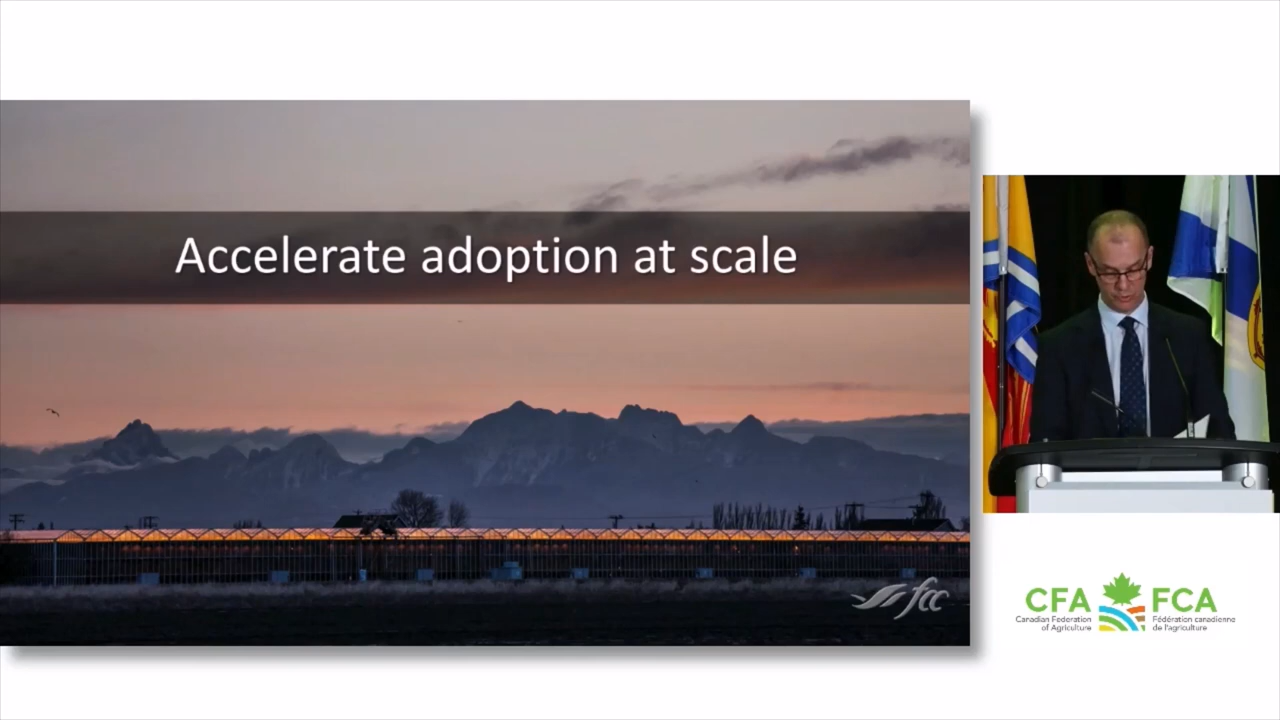 Accelerate adoption at scale
fcc
CFA FCA
Canadian Federation
of Agriculture
Fédération canadienne
de l'agriculture